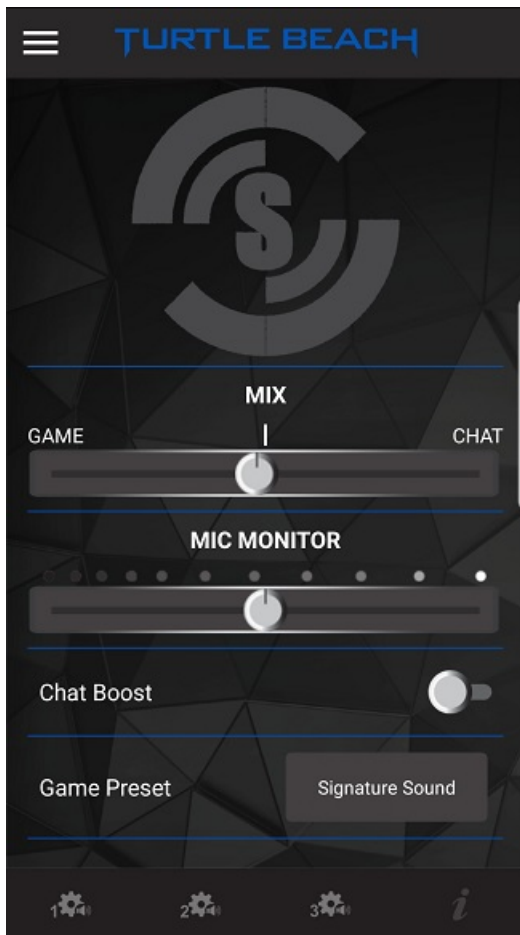 TURTLE BEACH
S
MIX
GAME CHAT
MIC MONITOR
Chat Boost
Game Preset Signature Sound
1 2 3 i